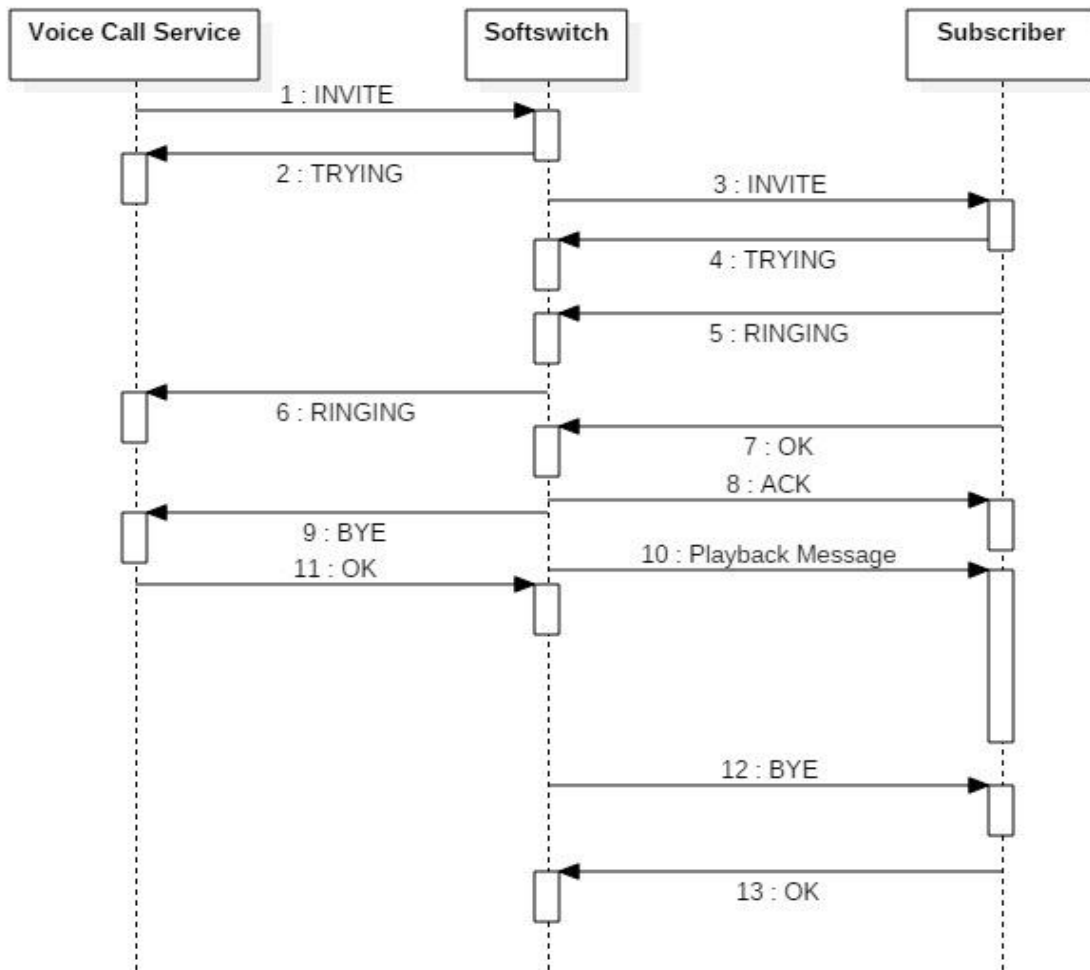 Voice Call Service
Softswitch
Subscriber
1 : INVITE
2 : TRYING
3 : INVITE
4 : TRYING
5 : RINGING
6 : RINGING
7 : OK
8 : ACK
9 : BYE
10 : Playback Message
11 : OK
12 : BYE
13 : OK